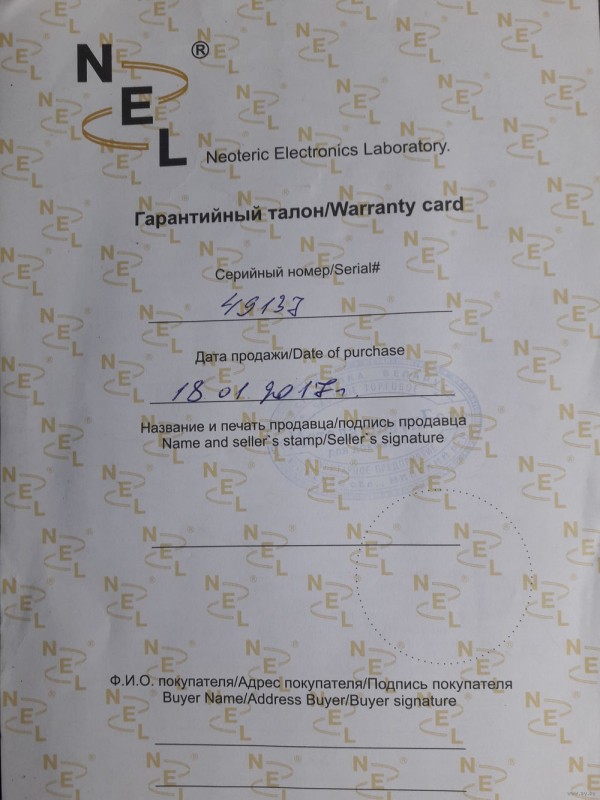 NEL®
Neoteric Electronics Laboratory.
Гарантийный талон/Warranty card
Серийный номер/Serial#
49137
Дата продажи/Date of purchase
18 01 2017г.
Название и печать продавца/подпись продавца
Name and seller`s stamp/Seller`s signature
Ф.И.О. покупателя/Адрес покупателя/Подпись покупателя
Buyer Name/Address Buyer/Buyer signature